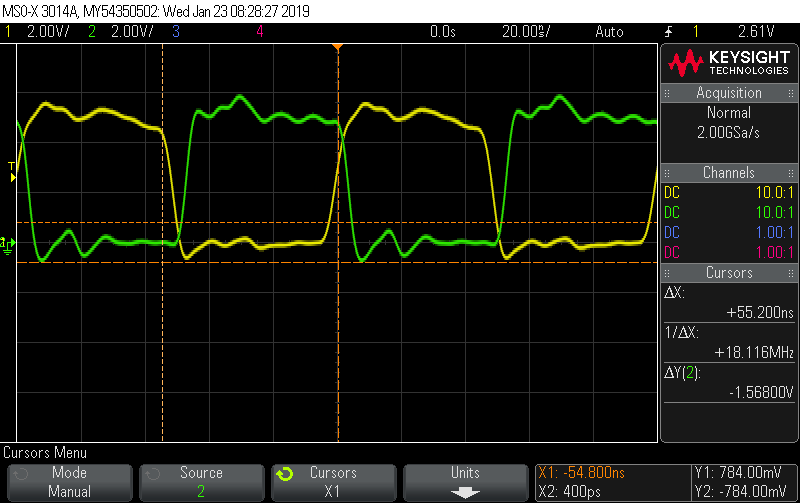 MSO-X 3014A, MY54350502: Wed Jan 23 08:28:27 2019
1 2.00V/ 2 2.00V/ 3 4 0.0s 20.00ns/ Auto 1 2.61V
KEYSIGHT
TECHNOLOGIES
Acquisition
Normal
2.00GSa/s
Channels
DC 10.0:1
DC 10.0:1
DC 1.00:1
DC 1.00:1
Cursors
ΔX:
+55.200ns
1/ΔX:
+18.116MHz
ΔY(2):
-1.56800V
T
Cursors Menu
Mode
Manual
Source
2
Cursors
X1
Units
X1: -54.800ns
X2: 400ps
Y1: 784.00mV
Y2: -784.00mV